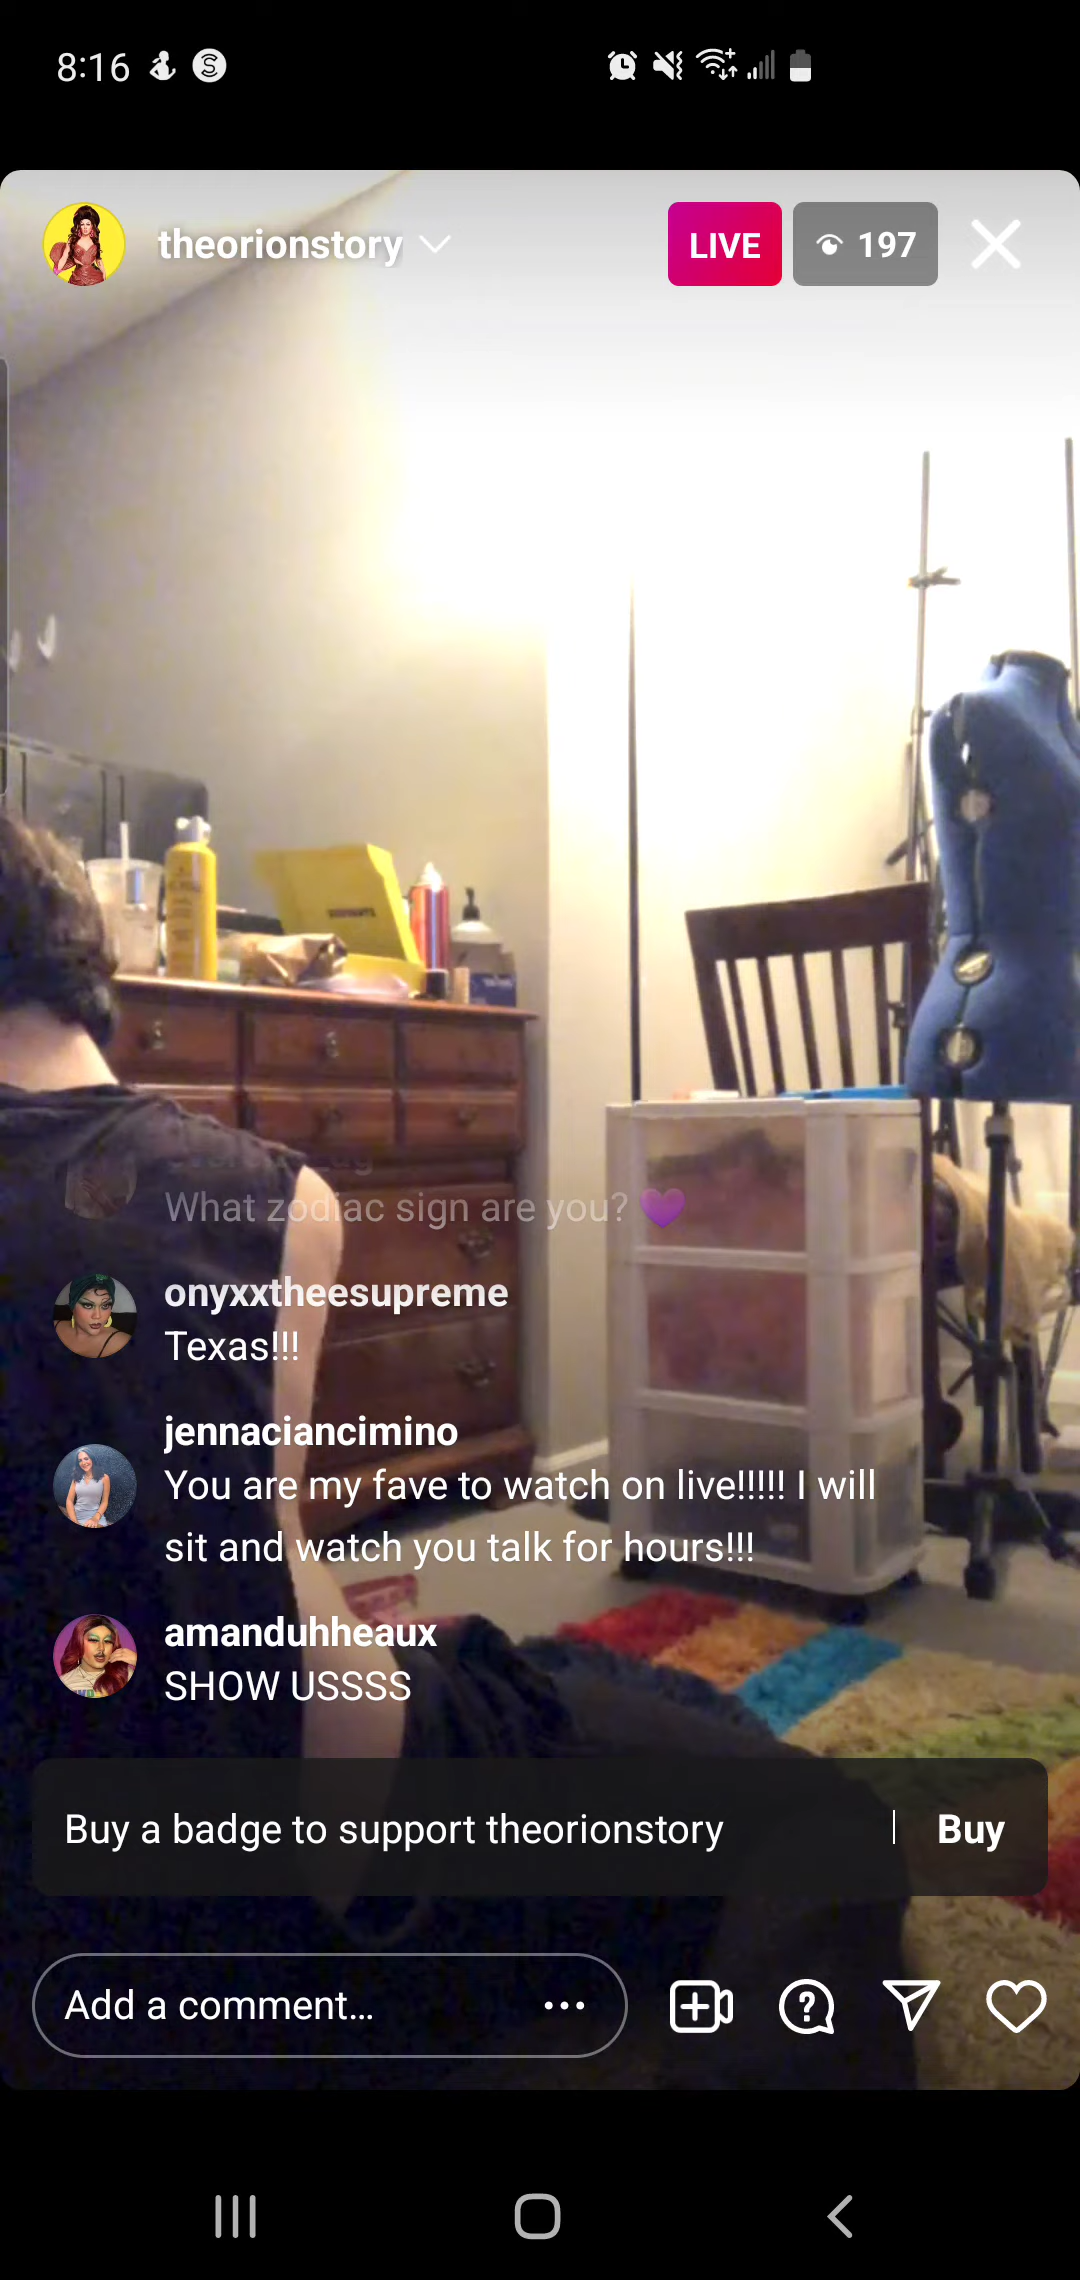 8:16
theorionstory
LIVE
197
What zodiac sign are you? 💜
onyxxtheesupreme
Texas!!!
jennaciancimino
You are my fave to watch on live!!!!! I will
sit and watch you talk for hours!!!
amanduhheaux
SHOW USSSS
Buy a badge to support theorionstory
Buy
Add a comment...